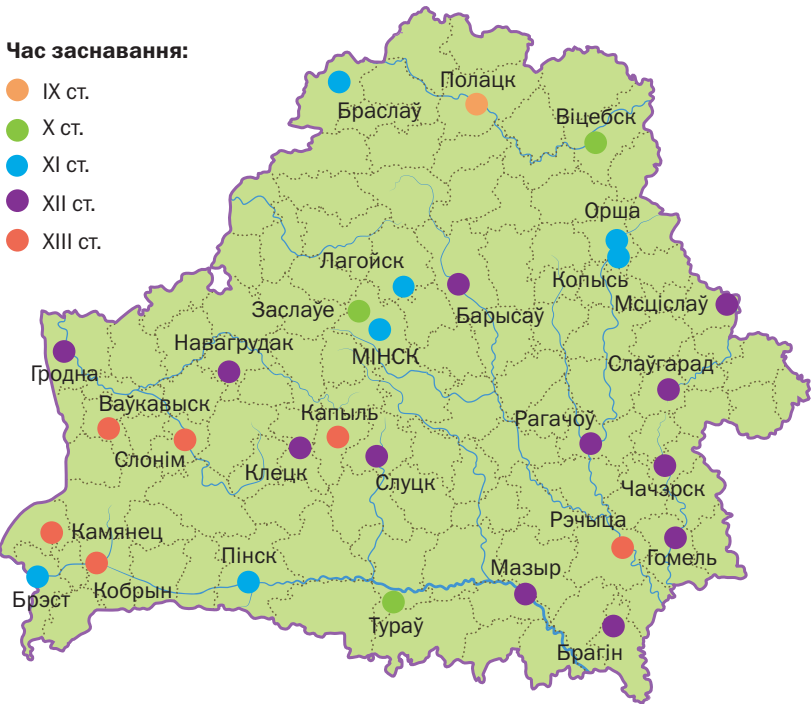 Час заснавання:
IX ст.
X ст.
XI ст.
XII ст.
XIII ст.
Полацк
Браслаў
Віцебск
Орша
Лагойск
Копысь
Мсціслаў
Заслаўе
Барысаў
Навагрудак
МІНСК
Гродна
Слаўгарад
Ваўкавыск
Капыль
Рагачоў
Слонім
Клецк
Слуцк
Чачэрск
Рэчыца
Камянец
Пінск
Гомель
Мазыр
Брэст
Кобрын
Тураў
Брагін